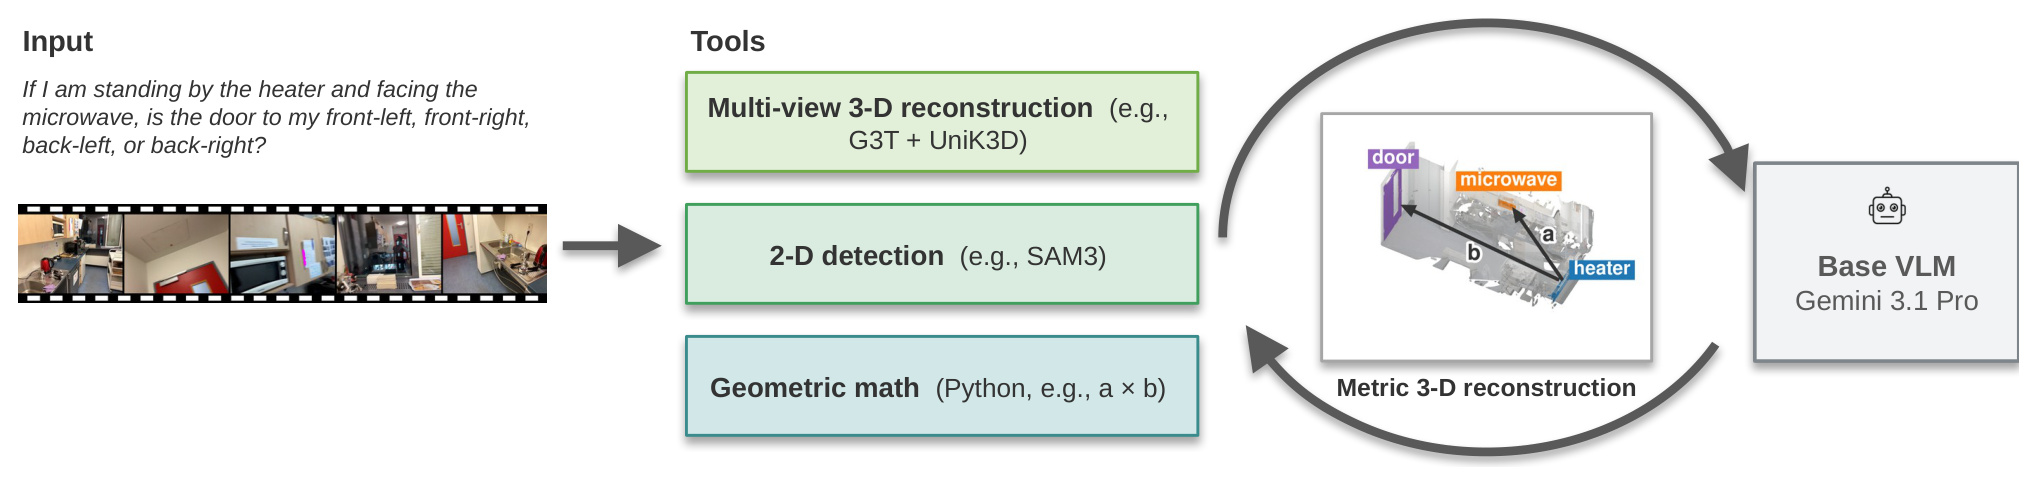 Input
If I am standing by the heater and facing the
microwave, is the door to my front-left, front-right,
back-left, or back-right?
Tools
Multi-view 3-D reconstruction (e.g.,
G3T + UniK3D)
2-D detection (e.g., SAM3)
Geometric math (Python, e.g., a × b)
door
microwave
a
b
heater
Metric 3-D reconstruction
Base VLM
Gemini 3.1 Pro